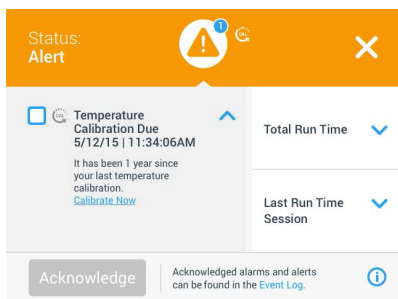 Status:
Alert
1
CAL
Temperature
Calibration Due
5/12/15 | 11:34:06AM
It has been 1 year since
your last temperature
calibration.
Calibrate Now
Total Run Time
Last Run Time
Session
Acknowledge
Acknowledged alarms and alerts
can be found in the Event Log.